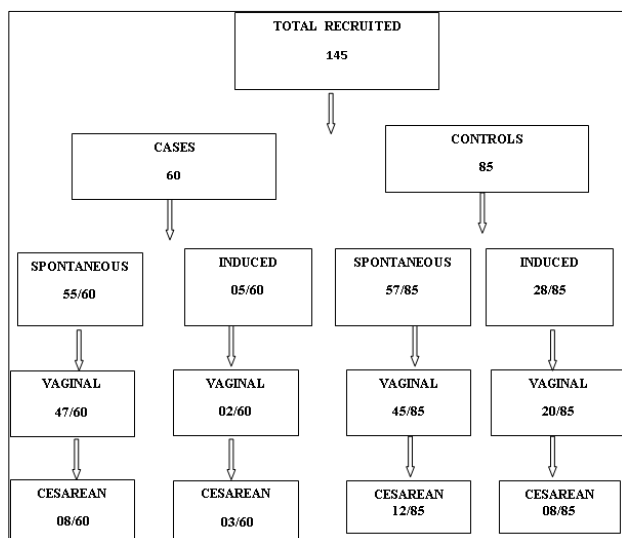 TOTAL RECRUITED
145
CASES
60
CONTROLS
85
SPONTANEOUS
55/60
INDUCED
05/60
SPONTANEOUS
57/85
INDUCED
28/85
VAGINAL
47/60
VAGINAL
02/60
VAGINAL
45/85
VAGINAL
20/85
CESAREAN
08/60
CESAREAN
03/60
CESAREAN
12/85
CESAREAN
08/85